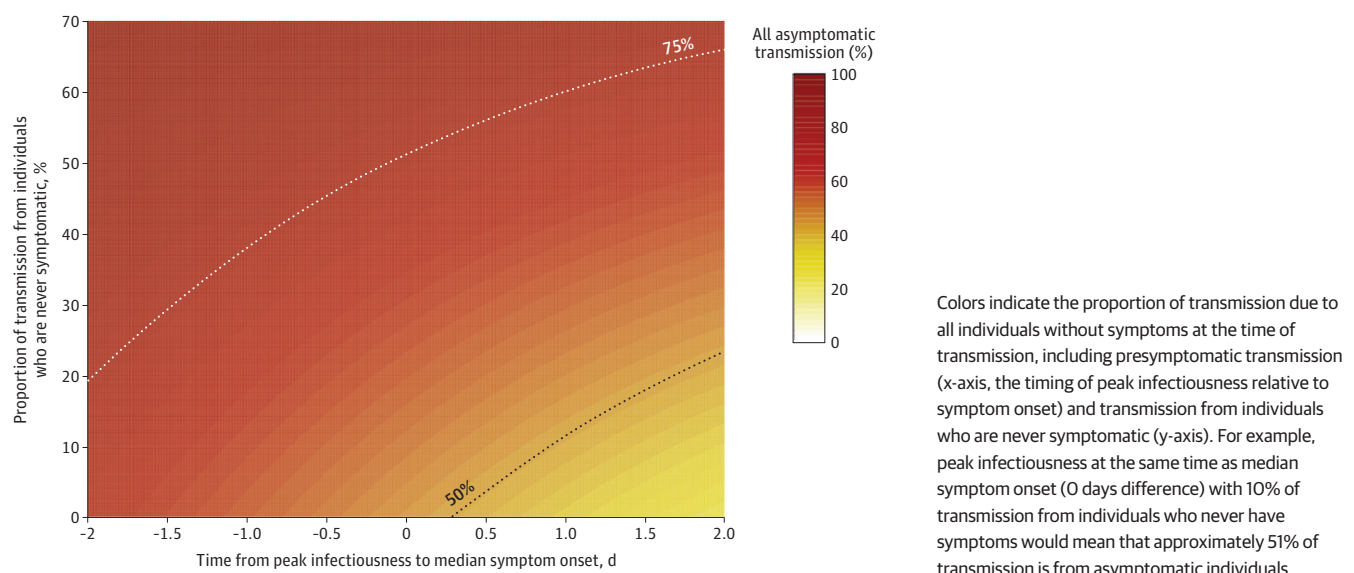 70
60
50
40
30
20
10
0
Proportion of transmission from individuals
who are never symptomatic, %
75%
50%
-2
-1.5
-1.0
-0.5
0
0.5
1.0
1.5
2.0
Time from peak infectiousness to median symptom onset, d
All asymptomatic
transmission (%)
100
80
60
40
20
0
Colors indicate the proportion of transmission due to
all individuals without symptoms at the time of
transmission, including presymptomatic transmission
(x-axis, the timing of peak infectiousness relative to
symptom onset) and transmission from individuals
who are never symptomatic (y-axis). For example,
peak infectiousness at the same time as median
symptom onset (0 days difference) with 10% of
transmission from individuals who never have
symptoms would mean that approximately 51% of
transmission is from asymptomatic individuals